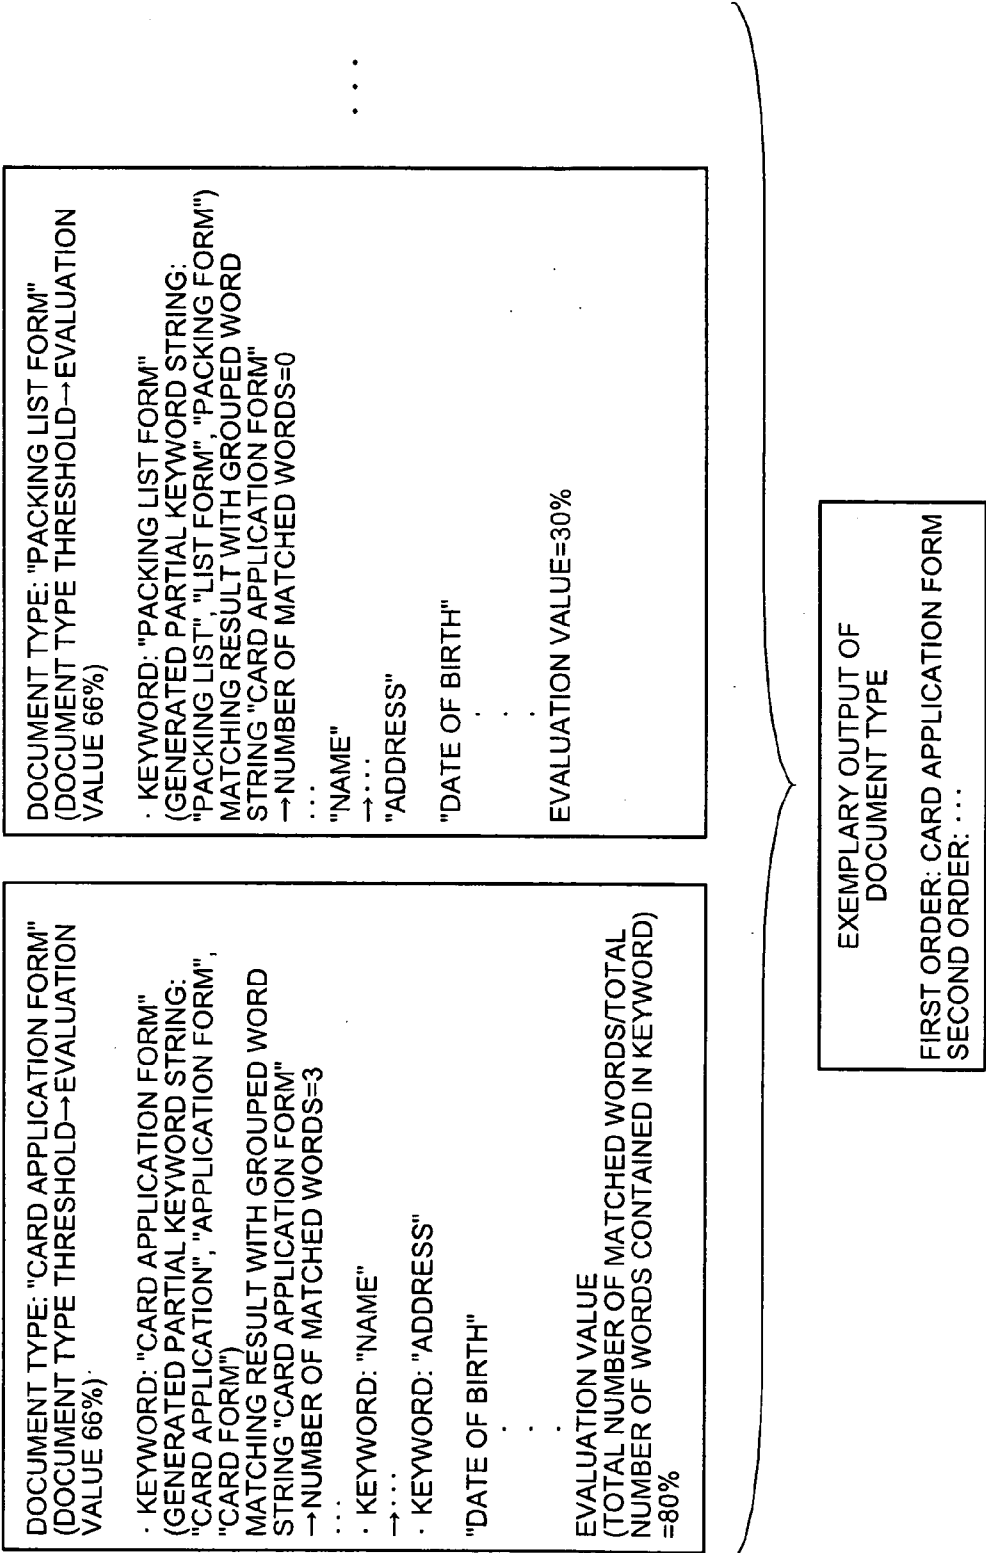 DOCUMENT TYPE: "CARD APPLICATION FORM"
(DOCUMENT TYPE THRESHOLD→EVALUATION
VALUE 66%)
· KEYWORD: "CARD APPLICATION FORM"
(GENERATED PARTIAL KEYWORD STRING:
"CARD APPLICATION", "APPLICATION FORM",
"CARD FORM")
MATCHING RESULT WITH GROUPED WORD
STRING "CARD APPLICATION FORM"
→NUMBER OF MATCHED WORDS=3
...
· KEYWORD: "NAME"
→...
· KEYWORD: "ADDRESS"
"DATE OF BIRTH"
...
EVALUATION VALUE
(TOTAL NUMBER OF MATCHED WORDS/TOTAL
NUMBER OF WORDS CONTAINED IN KEYWORD)
=80%
DOCUMENT TYPE: "PACKING LIST FORM"
(DOCUMENT TYPE THRESHOLD→EVALUATION
VALUE 66%)
· KEYWORD: "PACKING LIST FORM"
(GENERATED PARTIAL KEYWORD STRING:
"PACKING LIST", "LIST FORM", "PACKING FORM")
MATCHING RESULT WITH GROUPED WORD
STRING "CARD APPLICATION FORM"
→NUMBER OF MATCHED WORDS=0
...
"NAME"
→...
"ADDRESS"
"DATE OF BIRTH"
...
EVALUATION VALUE=30%
...
EXEMPLARY OUTPUT OF
DOCUMENT TYPE
FIRST ORDER: CARD APPLICATION FORM
SECOND ORDER: ...